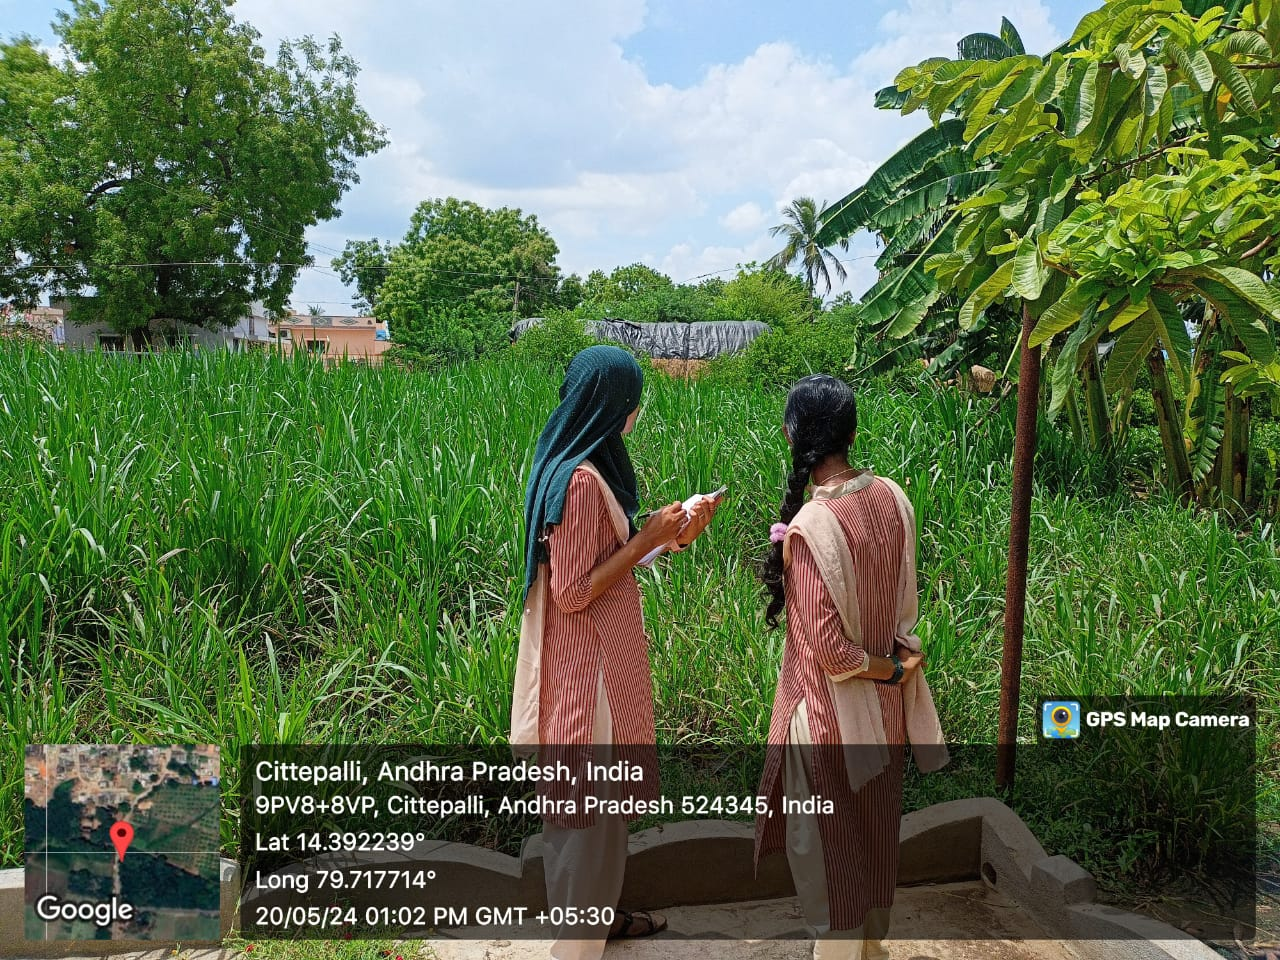 GPS Map Camera
Cittepalli, Andhra Pradesh, India
9PV8+8VP, Cittepalli, Andhra Pradesh 524345, India
Lat 14.392239°
Long 79.717714°
20/05/24 01:02 PM GMT +05:30
Google